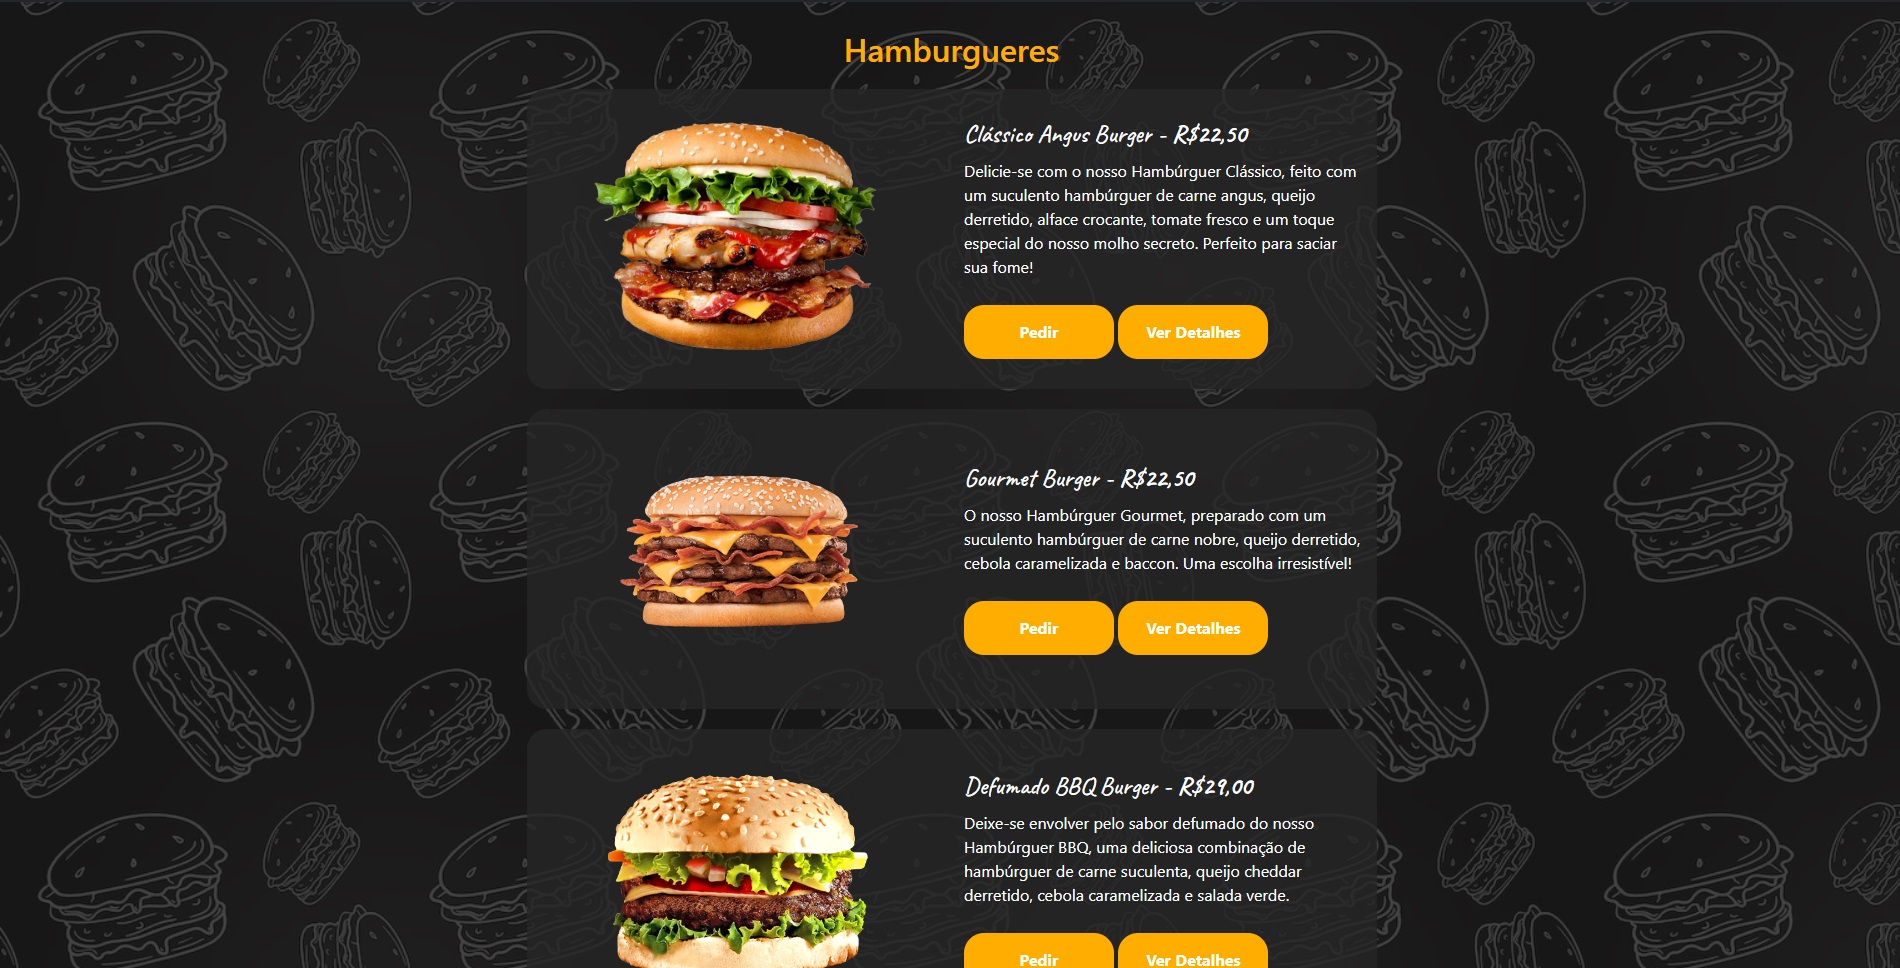 Hamburgueres
Clássico Angus Burger - R$22,50
Delicie-se com o nosso Hambúrguer Clássico, feito com
um suculento hambúrguer de carne angus, queijo
derretido, alface crocante, tomate fresco e um toque
especial do nosso molho secreto. Perfeito para saciar
sua fome!
Pedir
Ver Detalhes
Gourmet Burger - R$22,50
O nosso Hambúrguer Gourmet, preparado com um
suculento hambúrguer de carne nobre, queijo derretido,
cebola caramelizada e baccon. Uma escolha irresistível!
Pedir
Ver Detalhes
Defumado BBQ Burger - R$29,00
Deixe-se envolver pelo sabor defumado do nosso
Hambúrguer BBQ, uma deliciosa combinação de
hambúrguer de carne suculenta, queijo cheddar
derretido, cebola caramelizada e salada verde.
Pedir
Ver Detalhes